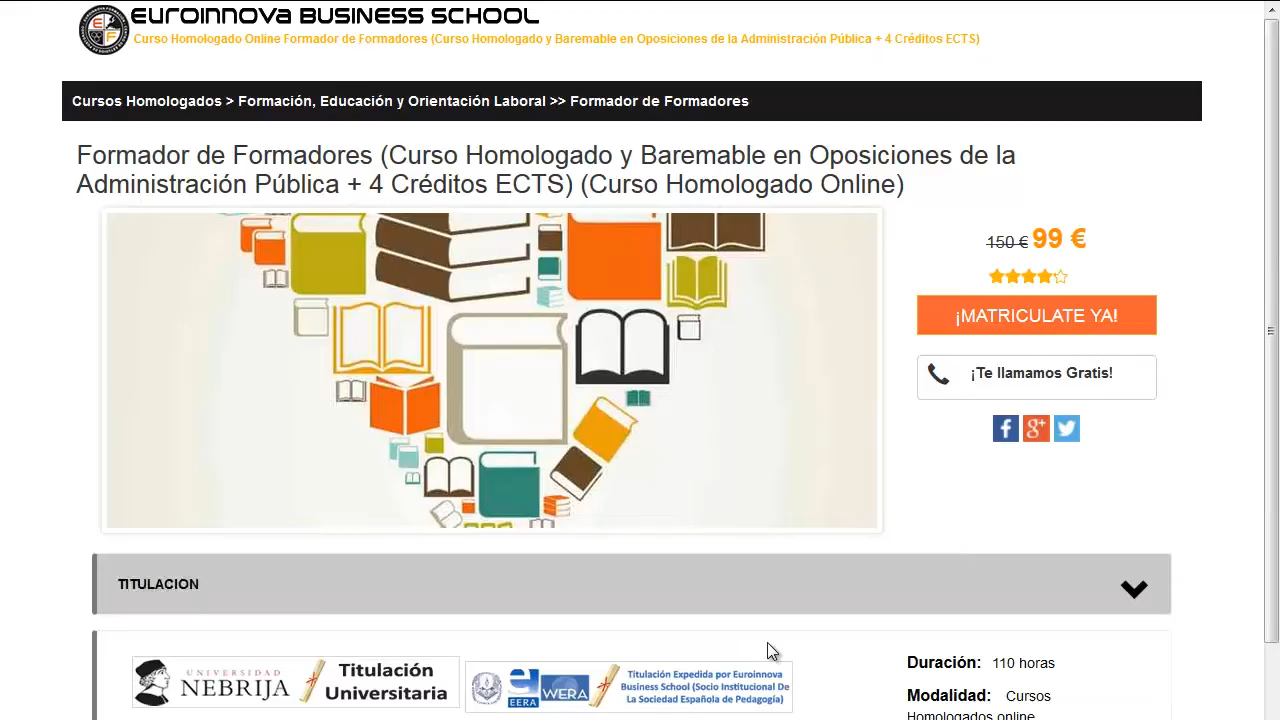 EUROINNOVA BUSINESS SCHOOL
Curso Homologado Online Formador de Formadores (Curso Homologado y Baremable en Oposiciones de la Administración Pública + 4 Créditos ECTS)
Cursos Homologados > Formación, Educación y Orientación Laboral >> Formador de Formadores
Formador de Formadores (Curso Homologado y Baremable en Oposiciones de la
Administración Pública + 4 Créditos ECTS) (Curso Homologado Online)
150 € 99 €
¡MATRICULATE YA!
¡Te llamamos Gratis!
TITULACION
UNIVERSIDAD
NEBRIJA
Titulación
Universitaria
EERA
WERA
Titulación Expedida por Euroinnova
Business School (Socio Institucional De
La Sociedad Española de Pedagogía)
Duración: 110 horas
Modalidad: Cursos
Homologados online